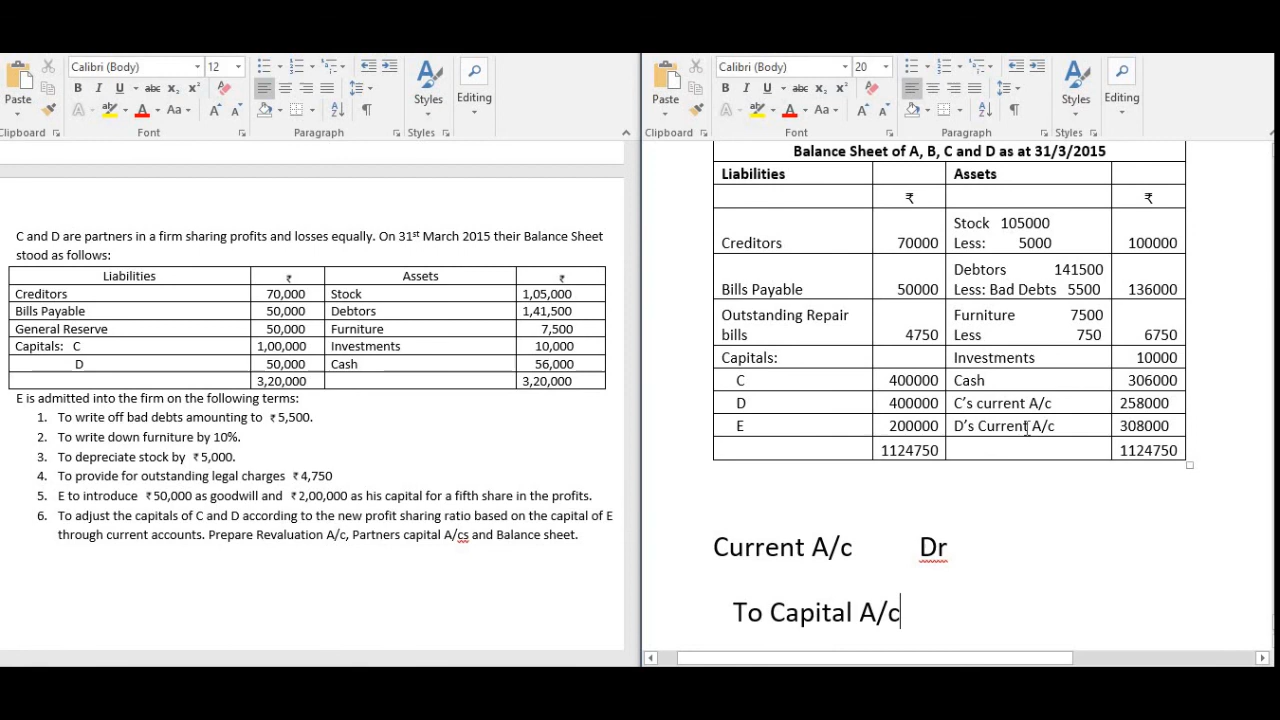 Calibri (Body) 12
Paste
B I U abc x₂ x²
A ab A Aa A A
Styles Editing
Clipboard Font Paragraph Styles
C and D are partners in a firm sharing profits and losses equally. On 31st March 2015 their Balance Sheet
stood as follows:
Liabilities ₹ Assets ₹
Creditors 70,000 Stock 1,05,000
Bills Payable 50,000 Debtors 1,41,500
General Reserve 50,000 Furniture 7,500
Capitals: C 1,00,000 Investments 10,000
D 50,000 Cash 56,000
3,20,000 3,20,000
E is admitted into the firm on the following terms:
1. To write off bad debts amounting to ₹ 5,500.
2. To write down furniture by 10%.
3. To depreciate stock by ₹ 5,000.
4. To provide for outstanding legal charges ₹ 4,750
5. E to introduce ₹ 50,000 as goodwill and ₹ 2,00,000 as his capital for a fifth share in the profits.
6. To adjust the capitals of C and D according to the new profit sharing ratio based on the capital of E
through current accounts. Prepare Revaluation A/c, Partners capital A/cs and Balance sheet.
Calibri (Body) 20
Paste
B I U abc x₂ x²
A ab A Aa A A
Styles Editing
Clipboard Font Paragraph Styles
Balance Sheet of A, B, C and D as at 31/3/2015
Liabilities Assets
₹ ₹
Stock 105000
Creditors 70000 Less: 5000 100000
Debtors 141500
Bills Payable 50000 Less: Bad Debts 5500 136000
Outstanding Repair Furniture 7500
bills 4750 Less 750 6750
Capitals: Investments 10000
C 400000 Cash 306000
D 400000 C’s current A/c 258000
E 200000 D’s Current A/c 308000
1124750 1124750
Current A/c Dr
To Capital A/c